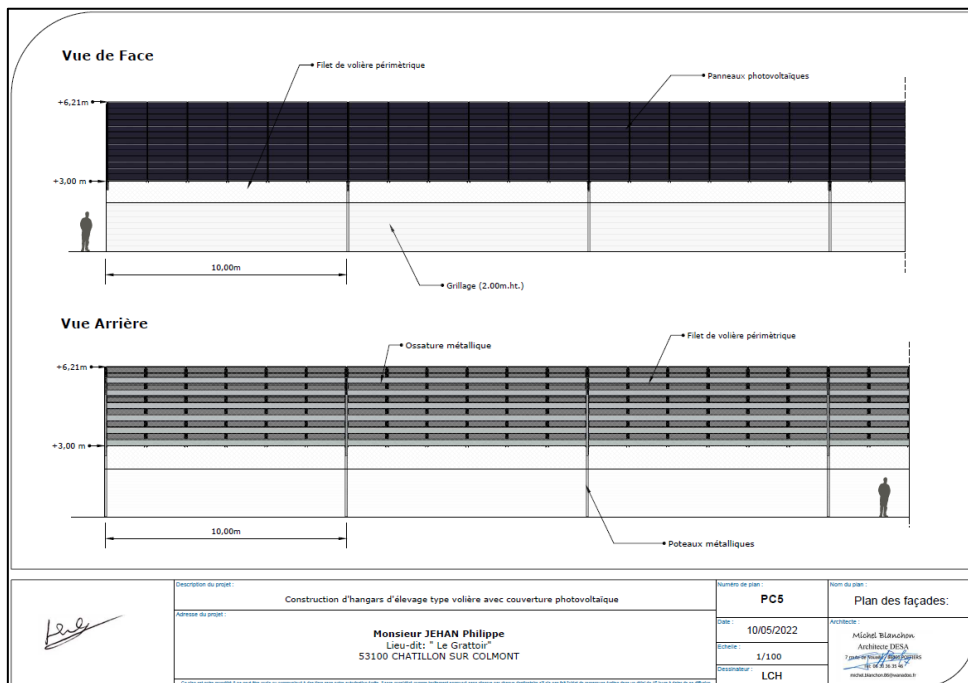 Vue de Face
Filet de volière périmètrique
Panneaux photovoltaïques
+6,21m
+3,00 m
10,00m
Grillage (2.00m.ht.)
Vue Arrière
Ossature métallique
Filet de volière périmètrique
+6,21m
+3,00 m
10,00m
Poteaux métalliques
Description du projet :
Construction d'hangars d'élevage type volière avec couverture photovoltaïque
Adresse du projet :
Monsieur JEHAN Philippe
Lieu-dit: " Le Grattoir"
53100 CHATILLON SUR COLMONT
Numéro de plan :
PC5
Date :
10/05/2022
Echelle :
1/100
Dessinateur :
LCH
Nom du plan :
Plan des façades:
Architecte :
Michel Blanchon
Architecte DESA